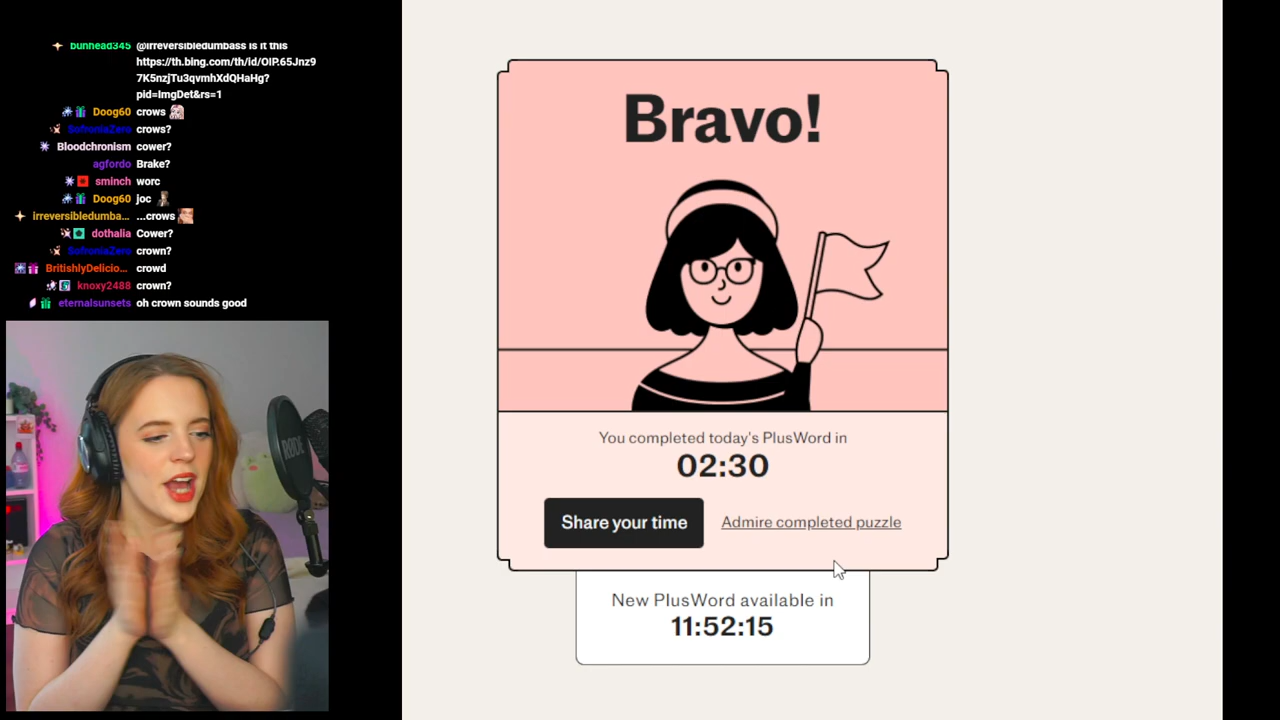 bunhead345 @irreversibledumbass is it this
https://th.bing.com/th/id/OIP.65Jnz9
7K5nzjTu3qvmhXdQHaHg?
pid=ImgDet&rs=1
Doog60 crows
SofroniaZero crows?
Bloodchronism cower?
agfordo Brake?
sminch worc
Doog60 joc
irreversibledumba... ...crows
dothalia Cower?
SofroniaZero crown?
BritishlyDelicio... crowd
knoxy2488 crown?
eternalsunsets oh crown sounds good
RØDE
Bravo!
You completed today's PlusWord in
02:30
Share your time Admire completed puzzle
New PlusWord available in
11:52:15